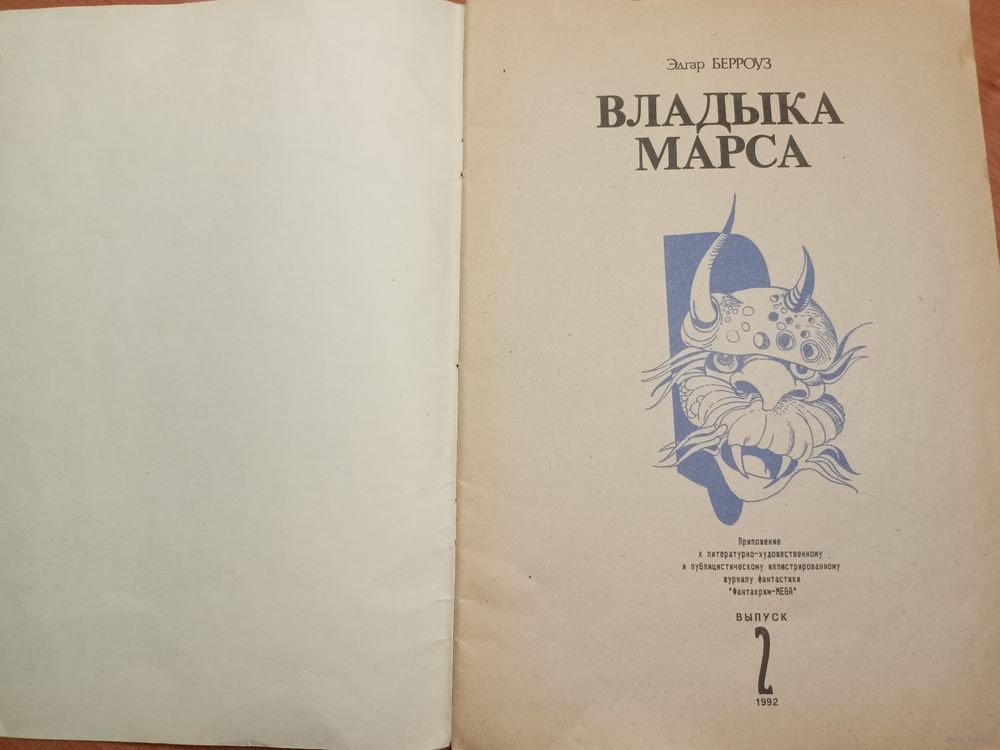 Эдгар БЕРРОУЗ
ВЛАДЫКА
МАРСА
Приложение
к литературно-художественному
и публицистическому иллюстрированному
журналу фантастики
"Фантакрим-MEGA"
ВЫПУСК
2
1992